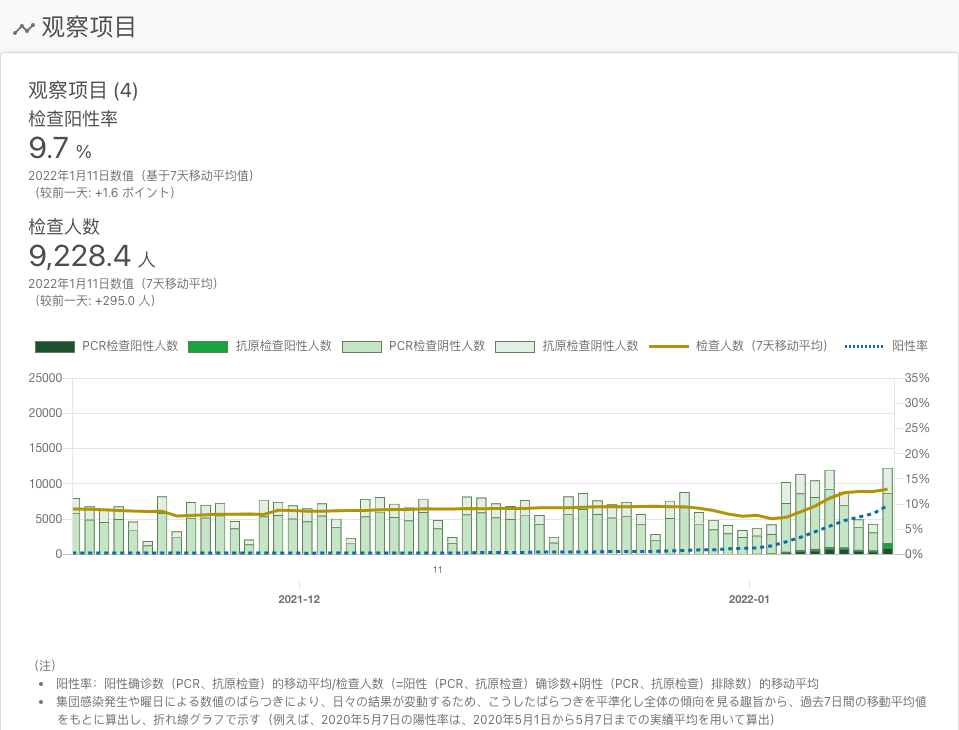 观察项目
观察项目 (4)
检查阳性率
9.7 %
2022年1月11日数值（基于7天移动平均值）
（较前一天: +1.6 ポイント）
检查人数
9,228.4 人
2022年1月11日数值（7天移动平均）
（较前一天: +295.0 人）
PCR检查阳性人数 抗原检查阳性人数 PCR检查阴性人数 抗原检查阴性人数 检查人数（7天移动平均） 阳性率
25000 35%
30%
20000
25%
15000 20%
15%
10000
10%
5000 5%
0 0%
11
2021-12 2022-01
（注）
• 阳性率：阳性确诊数（PCR、抗原检查）的移动平均/检查人数（=阳性（PCR、抗原检查）确诊数+阴性（PCR、抗原检查）排除数）的移动平均
• 集団感染発生や曜日による数値のばらつきにより、日々の結果が変動するため、こうしたばらつきを平準化し全体の傾向を見る趣旨から、過去7日間の移動平均値
をもとに算出し、折れ線グラフで示す（例えば、2020年5月7日の陽性率は、2020年5月1日から5月7日までの実績平均を用いて算出）